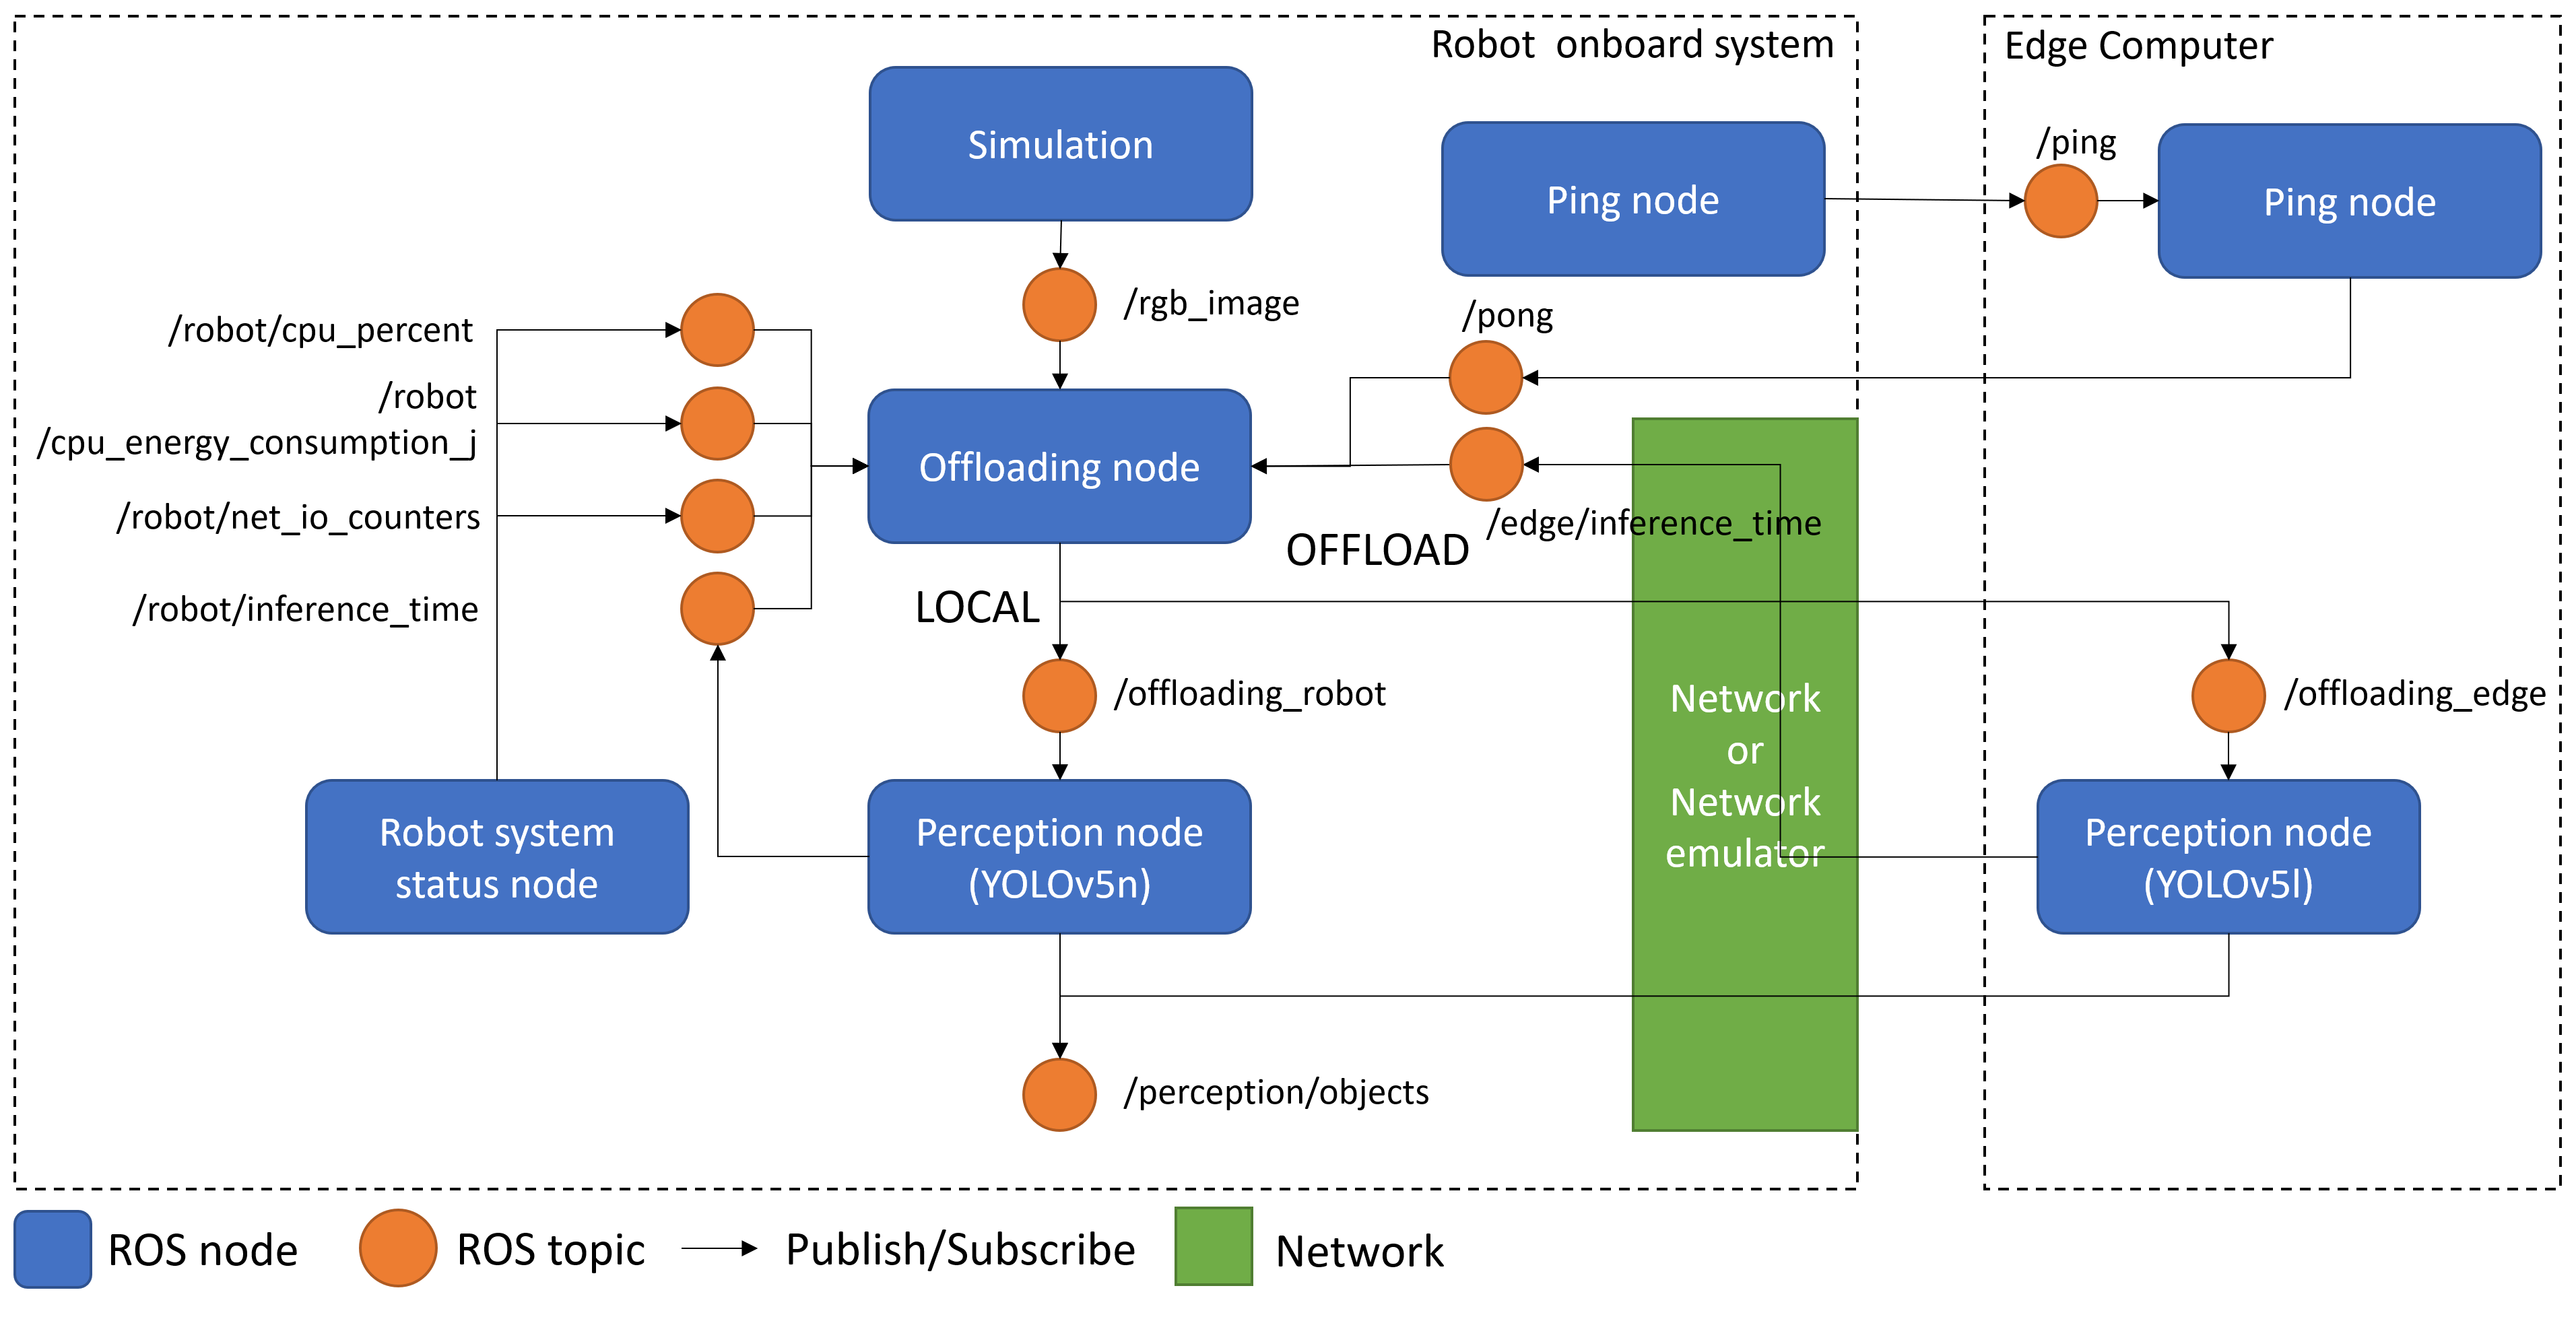 Robot  onboard system
Edge Computer
Simulation
Ping node
/ping
Ping node
/rgb_image
/pong
/robot/cpu_percent
/robot
/cpu_energy_consumption_j
/robot/net_io_counters
/robot/inference_time
Offloading node
/edge/inference_time
OFFLOAD
LOCAL
/offloading_robot
/offloading_edge
Network
or
Network
emulator
Robot system
status node
Perception node
(YOLOv5n)
Perception node
(YOLOv5l)
/perception/objects
ROS node
ROS topic
Publish/Subscribe
Network